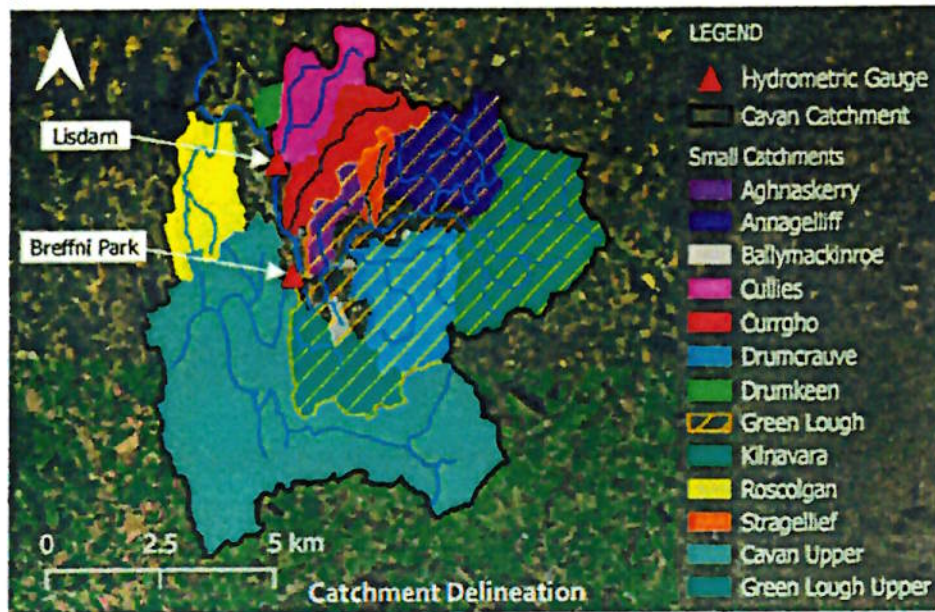 LEGEND
Hydrometric Gauge
Cavan Catchment
Small Catchments
Aghnaskerry
Annagelliff
Ballymackinroe
Cullies
Currgho
Drumcrauve
Drumkeen
Green Lough
Kilnavara
Roscolgan
Stragellief
Cavan Upper
Green Lough Upper
Lisdarn
Breffni Park
0 2.5 5 km
Catchment Delineation